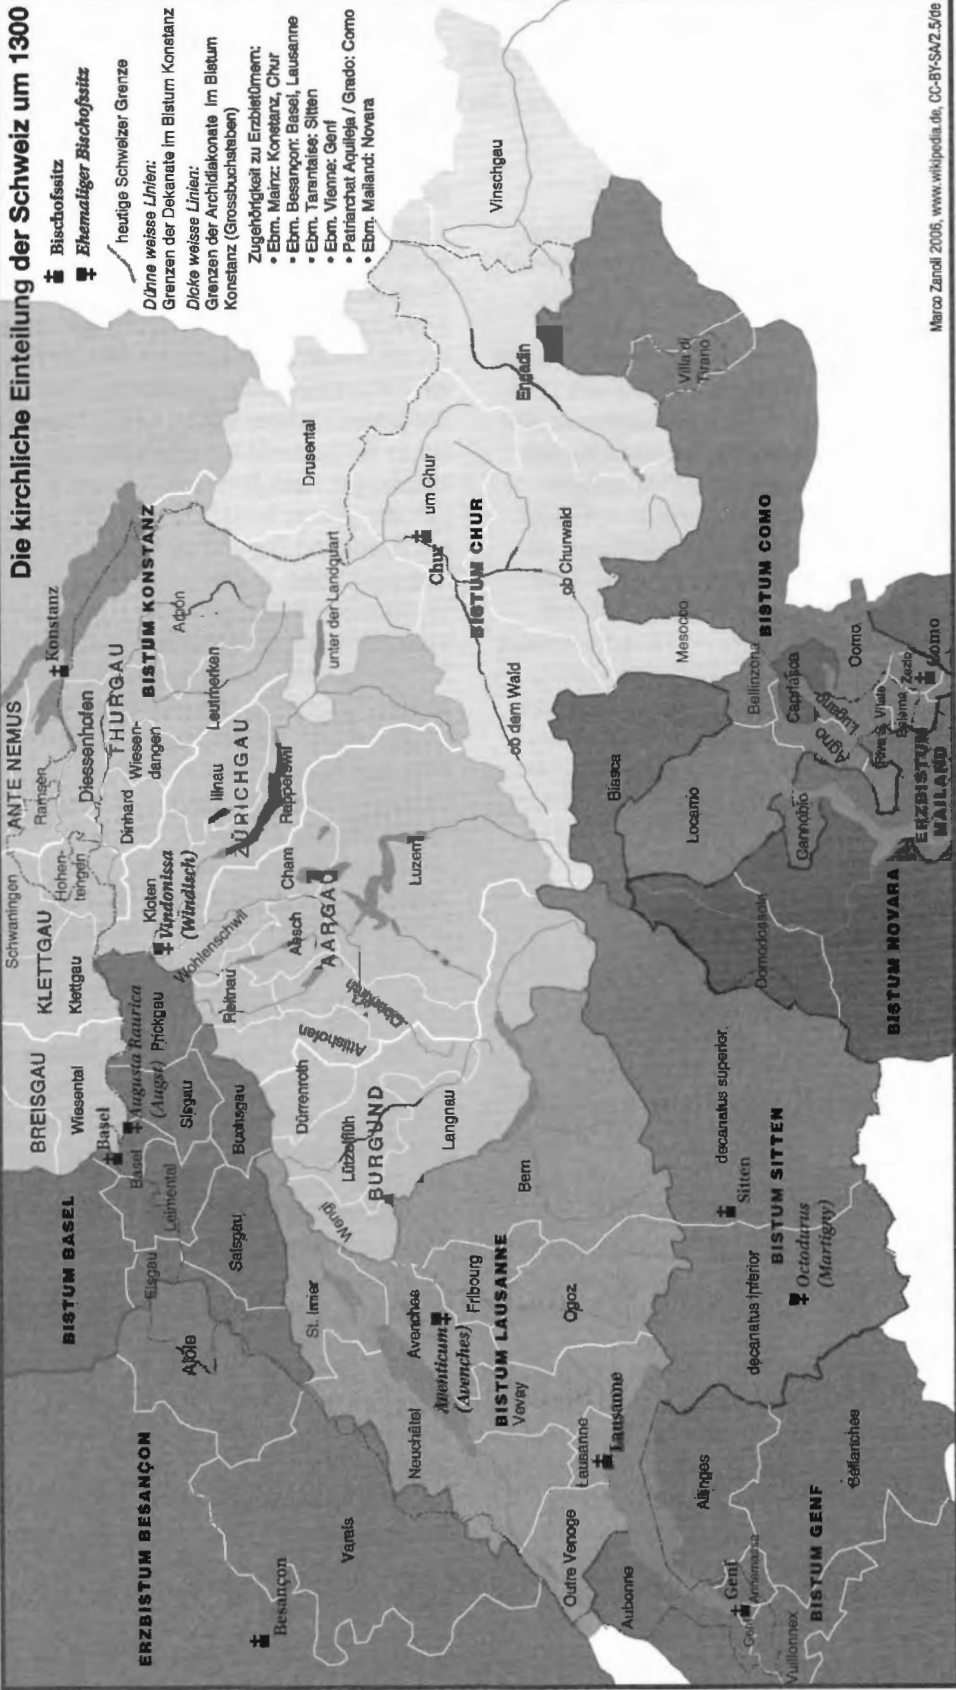 Die kirchliche Einteilung der Schweiz um 1300
Bischofssitz
Ehemaliger Bischofssitz
heutige Schweizer Grenze
Dünne weisse Linien:
Grenzen der Dekanate im Bistum Konstanz
Dicke weisse Linien:
Grenzen der Archidiakonate im Bistum
Konstanz (Grossbuchstaben)
Zugehörigkeit zu Erzbistümern:
• Ebm. Mainz: Konstanz, Chur
• Ebm. Besançon: Basel, Lausanne
• Ebm. Tarantaise: Sitten
• Ebm. Vienne: Genf
• Patriarchat Aquileja / Grado: Como
• Ebm. Mailand: Novara
ERZBISTUM BESANÇON
Besançon
Varais
Ajoie
BISTUM BASEL
Basel
Basel
Leimental
Elsgau
Salsgau
Augusta Raurica
(Augst)
Frickgau
Sisgau
Buchsgau
BREISGAU
Wiesental
KLETTGAU
Klettgau
Schwaningen
ANTE NEMUS
Ramsen
Hohen-
tengen
Diessenhofen
THURGAU
Konstanz
BISTUM KONSTANZ
Dinhard
Wiesen-
dangen
Leutmerken
Kloten
Vindonissa
(Windisch)
Illnau
ZÜRICHGAU
Rapperswil
Wohlenschwil
Cham
Aesch
AARGAU
Reitnau
Luzern
Altishofen
Dürrenroth
Lützelflüh
BURGUND
Langnau
Wengi
St. Imier
Neuchâtel
Avenches
Aventicum
(Avenches)
Fribourg
Bern
BISTUM LAUSANNE
Vevay
Ogoz
Lausanne
Lausanne
Outre Venoge
Aubonne
Allinges
Genf
Genf
Annemasse
Vuillonnex
BISTUM GENF
Sallanches
decanatus inferior
decanatus superior
Sitten
BISTUM SITTEN
Octodurus
(Martigny)
Drusental
unter der Landquart
um Chur
Chur
BISTUM CHUR
ob Churwald
ob dem Wald
Engadin
Vinschgau
Mesocco
Villa di
Tirano
BISTUM COMO
Biasca
Bellinzona
Locarno
Capriasca
Lugano
Agno
Cannobio
Riva S. Vitale
Balerna
Zezio
Como
Domodossola
BISTUM NOVARA
ERZBISTUM
MAILAND
Marco Zanoli 2006, www.wikipedia.de, CC-BY-SA/2.5/de